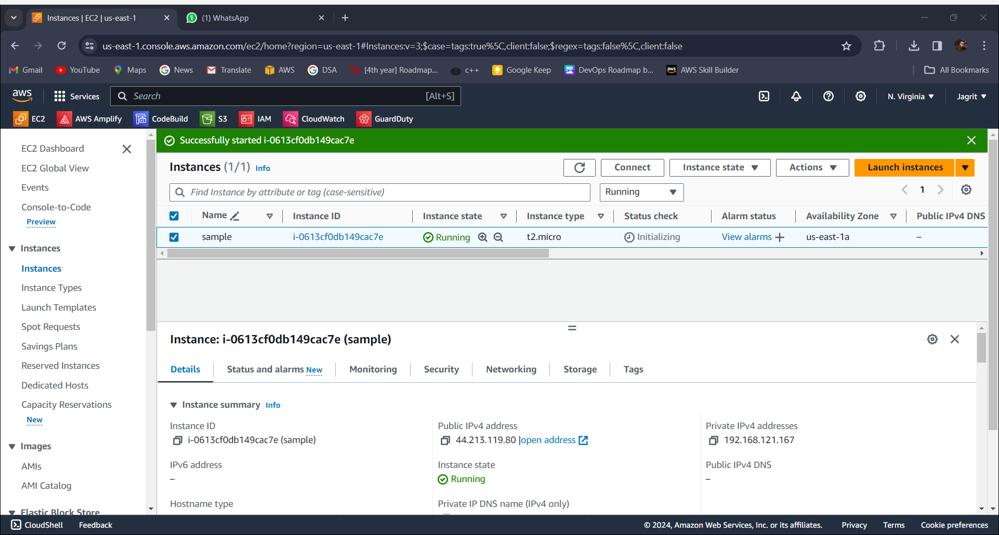 Instances | EC2 | us-east-1
(1) WhatsApp
us-east-1.console.aws.amazon.com/ec2/home?region=us-east-1#Instances:v=3;$case=tags:true%5C,client:false;$regex=tags:false%5C,client:false
Gmail YouTube Maps News Translate AWS DSA [4th year] Roadmap... c++ Google Keep DevOps Roadmap b... AWS Skill Builder All Bookmarks
aws Services Search [Alt+S] N. Virginia Jagrit
EC2 AWS Amplify CodeBuild S3 IAM CloudWatch GuardDuty
EC2 Dashboard
EC2 Global View
Events
Console-to-Code
Preview
Instances
Instances
Instance Types
Launch Templates
Spot Requests
Savings Plans
Reserved Instances
Dedicated Hosts
Capacity Reservations
New
Images
AMIs
AMI Catalog
Elastic Block Store
Successfully started i-0613cf0db149cac7e
Instances (1/1) Info Connect Instance state Actions Launch instances
Find Instance by attribute or tag (case-sensitive) Running 1
Name Instance ID Instance state Instance type Status check Alarm status Availability Zone Public IPv4 DNS
sample i-0613cf0db149cac7e Running t2.micro Initializing View alarms us-east-1a –
Instance: i-0613cf0db149cac7e (sample)
Details Status and alarms New Monitoring Security Networking Storage Tags
Instance summary Info
Instance ID
i-0613cf0db149cac7e (sample)
Public IPv4 address
44.213.119.80 |open address
Private IPv4 addresses
192.168.121.167
IPv6 address
–
Instance state
Running
Public IPv4 DNS
–
Hostname type
Private IP DNS name (IPv4 only)
CloudShell Feedback © 2024, Amazon Web Services, Inc. or its affiliates. Privacy Terms Cookie preferences